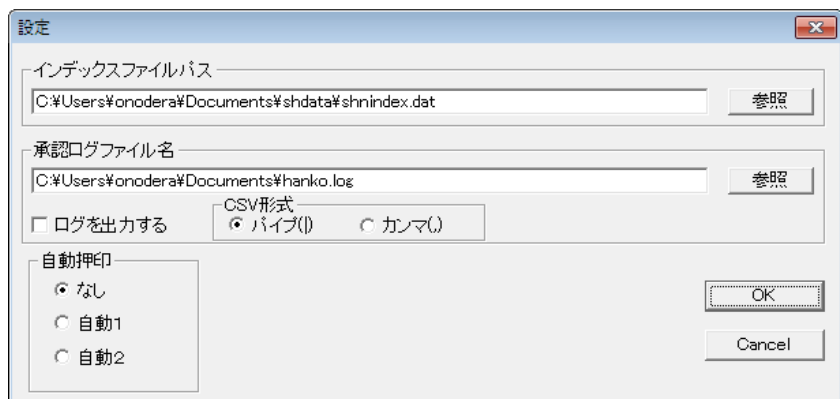 設定
インデックスファイルパス
C:¥Users¥onodera¥Documents¥shdata¥shnindex.dat
参照
承認ログファイル名
C:¥Users¥onodera¥Documents¥hanko.log
参照
ログを出力する
CSV形式
パイプ(|)
カンマ(,)
自動押印
なし
自動1
自動2
OK
Cancel